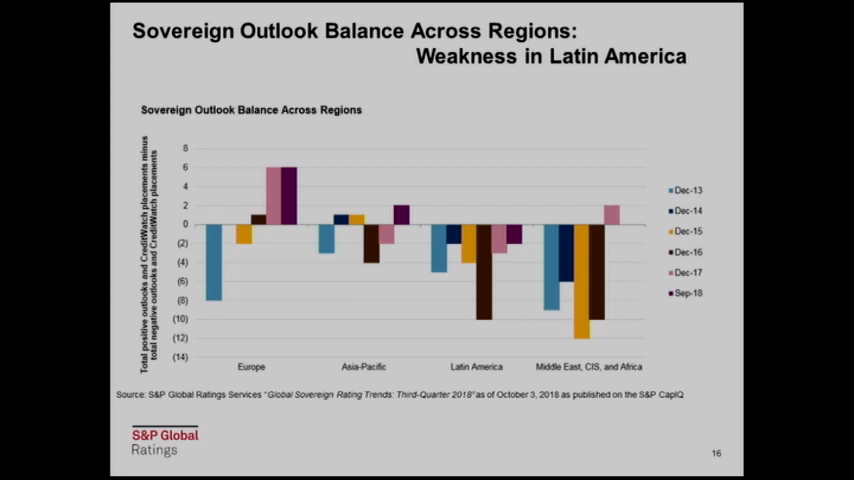 Sovereign Outlook Balance Across Regions:
Weakness in Latin America
Sovereign Outlook Balance Across Regions
Total positive outlooks and CreditWatch placements minus
total negative outlooks and CreditWatch placements
8
6
4
2
0
(2)
(4)
(6)
(8)
(10)
(12)
(14)
Europe
Asia-Pacific
Latin America
Middle East, CIS, and Africa
Dec-13
Dec-14
Dec-15
Dec-16
Dec-17
Sep-18
Source: S&P Global Ratings Services "Global Sovereign Rating Trends: Third-Quarter 2018" as of October 3, 2018 as published on the S&P CapIQ
S&P Global
Ratings
16